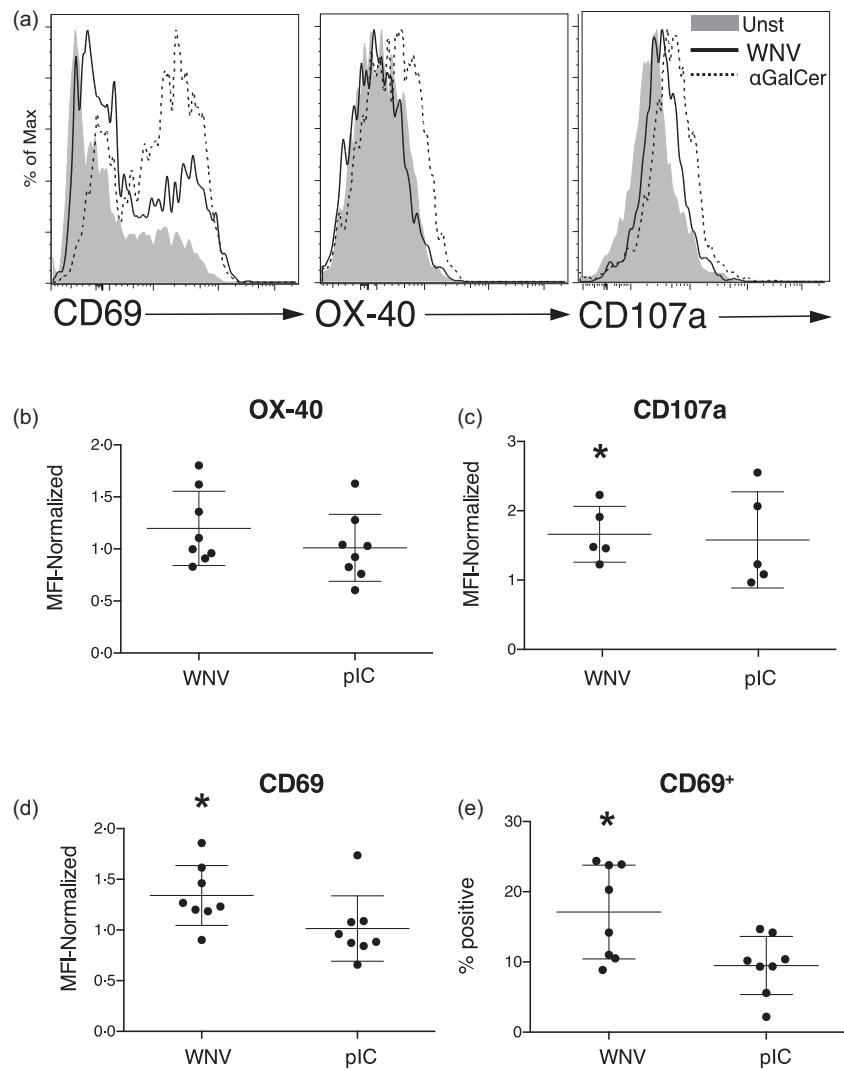 (a)
% of Max
Unst
WNV
αGalCer
CD69
OX-40
CD107a
(b)
OX-40
MFI-Normalized
2·0
1·5
1·0
0·5
0·0
WNV
pIC
(c)
CD107a
MFI-Normalized
3
2
1
0
*
WNV
pIC
(d)
CD69
MFI-Normalized
2·0
1·5
1·0
0·5
0·0
*
WNV
pIC
(e)
CD69⁺
% positive
30
20
10
0
*
WNV
pIC